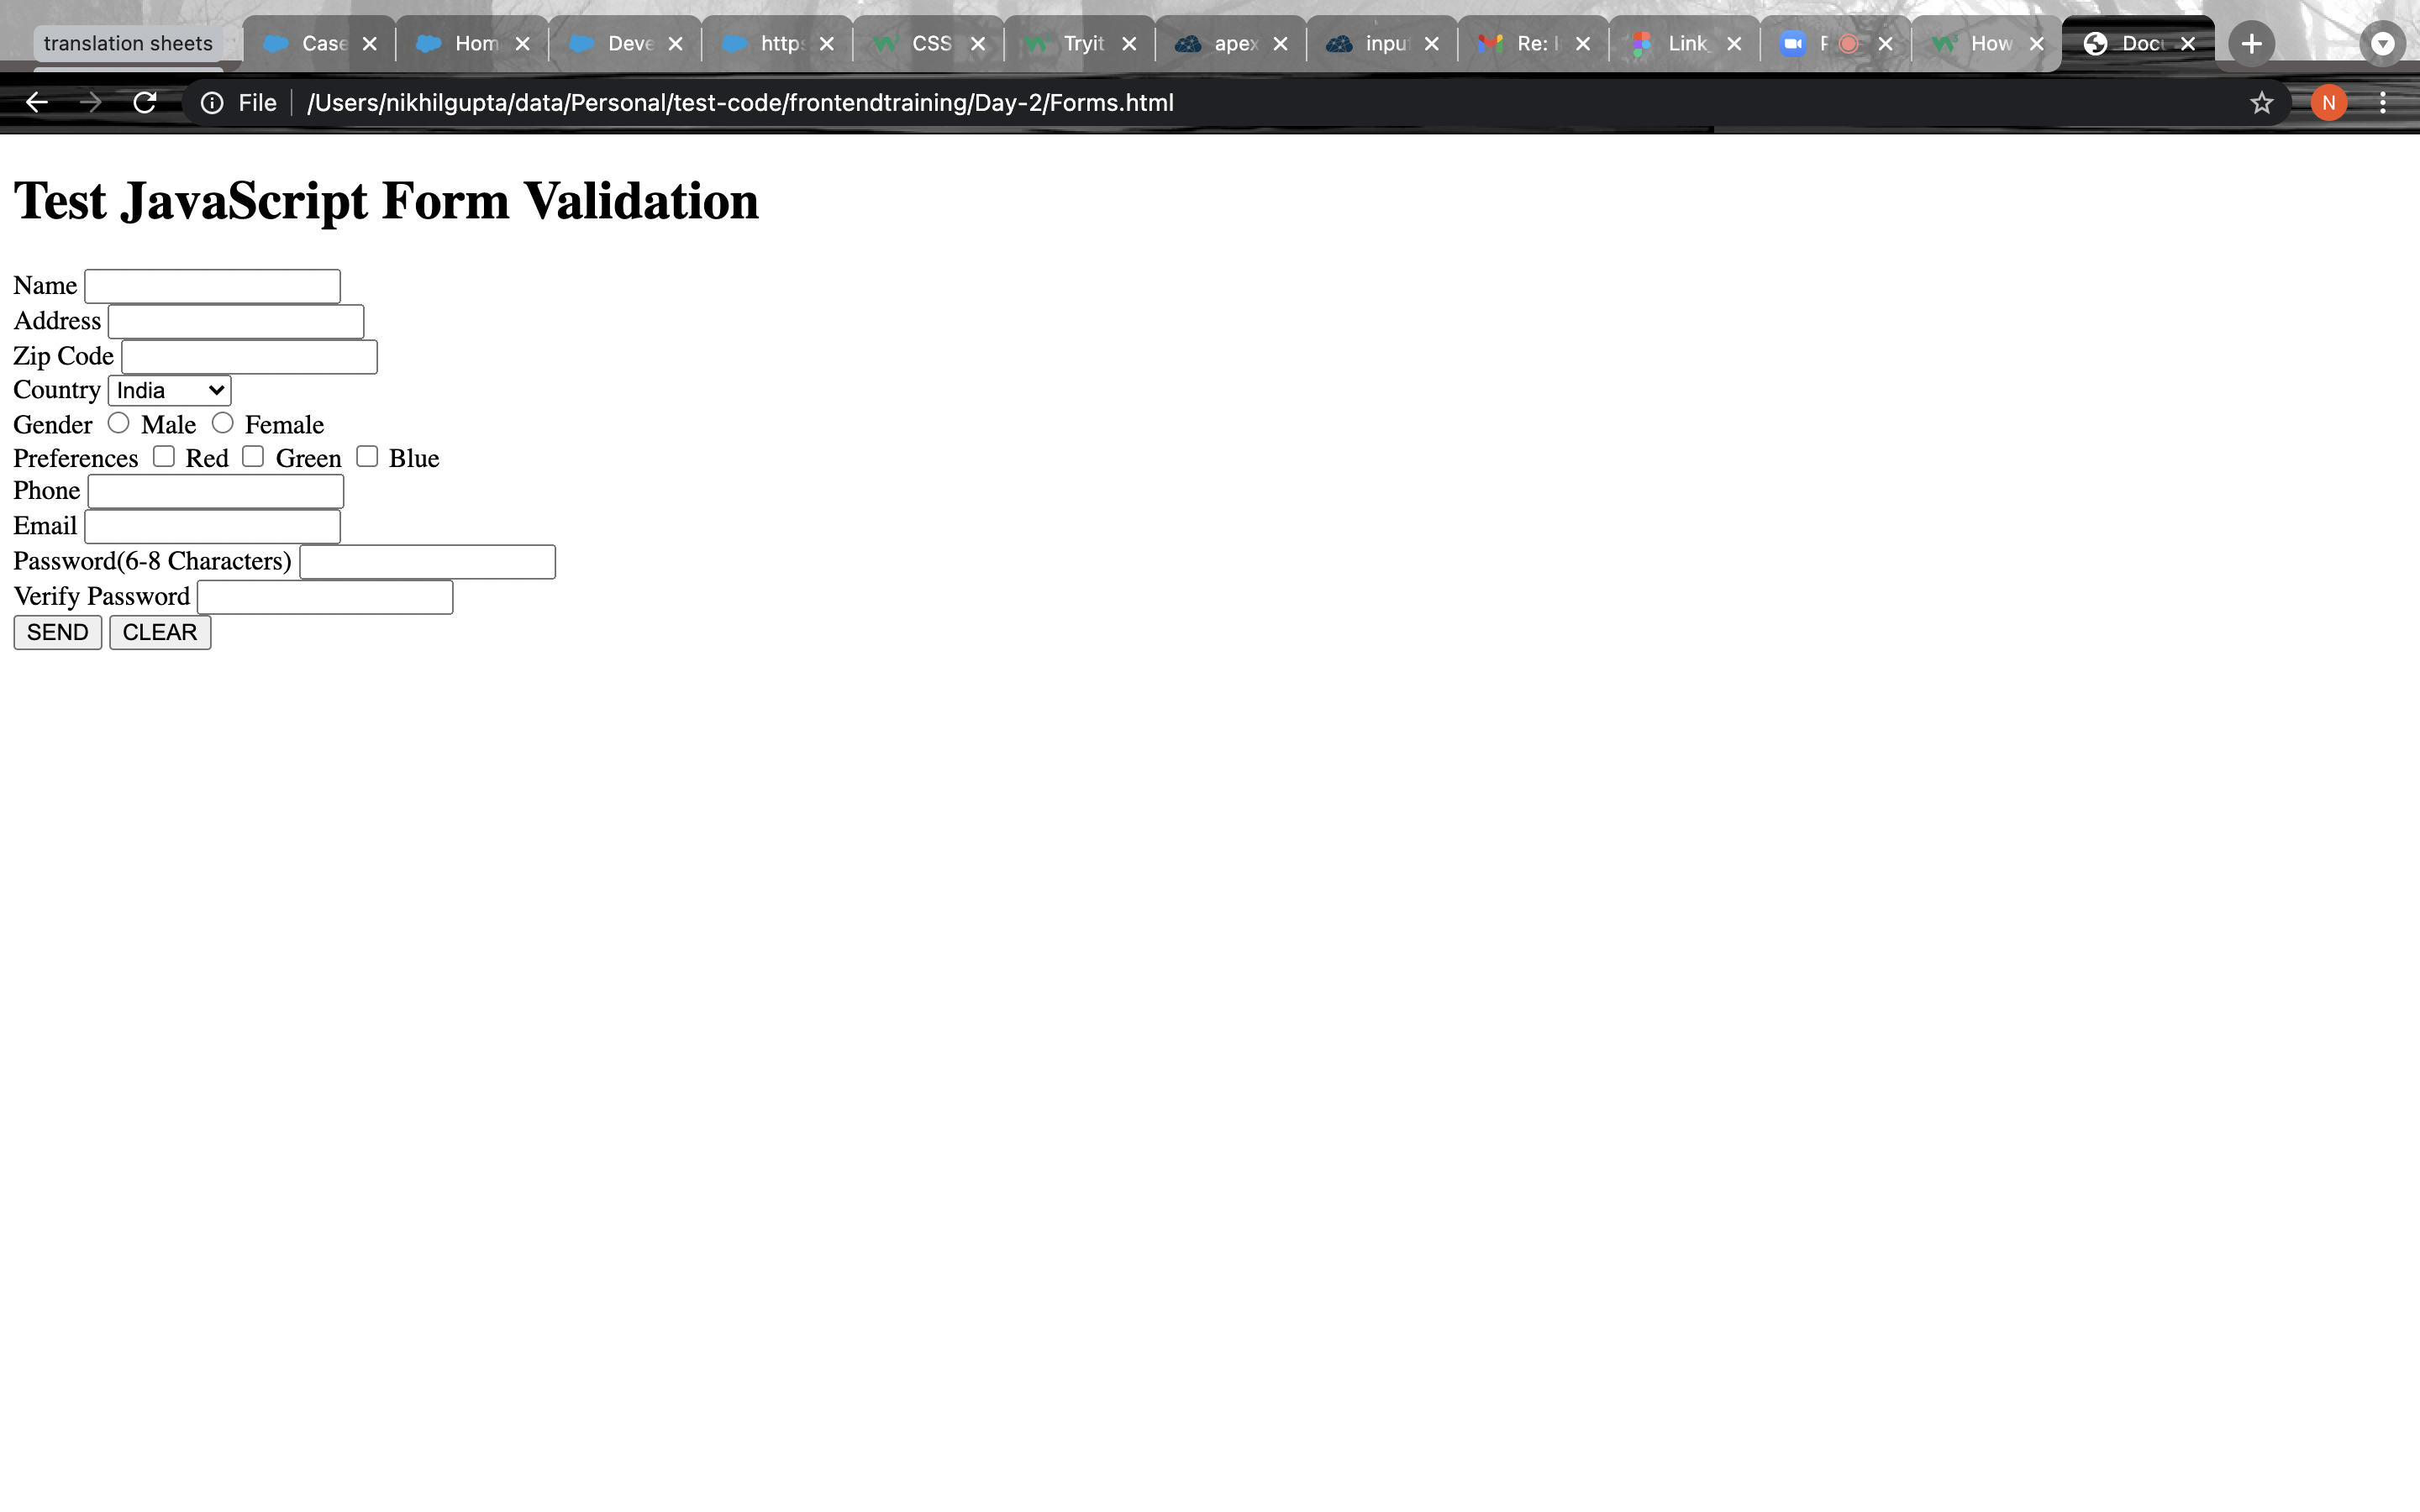 translation sheets Case Hom Deve http CSS Tryit apex inpu Re: Link How Doc
File /Users/nikhilgupta/data/Personal/test-code/frontendtraining/Day-2/Forms.html N
Test JavaScript Form Validation
Name
Address
Zip Code
Country India
Gender Male Female
Preferences Red Green Blue
Phone
Email
Password(6-8 Characters)
Verify Password
SEND CLEAR